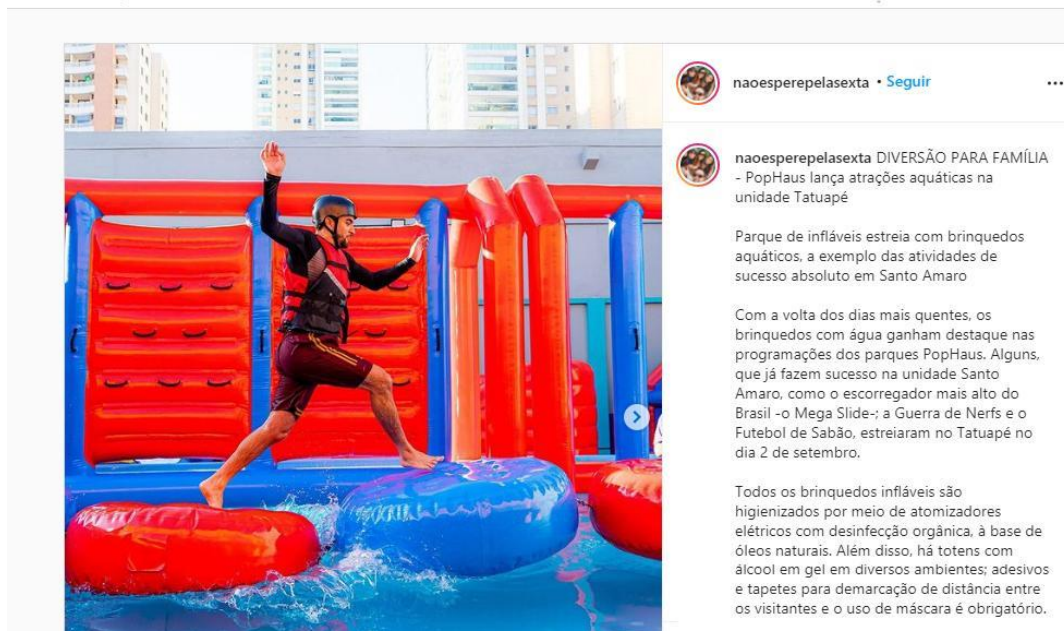 naoesperepelasexta • Seguir
naoesperepelasexta DIVERSÃO PARA FAMÍLIA
- PopHaus lança atrações aquáticas na
unidade Tatuapé
Parque de infláveis estreia com brinquedos
aquáticos, a exemplo das atividades de
sucesso absoluto em Santo Amaro
Com a volta dos dias mais quentes, os
brinquedos com água ganham destaque nas
programações dos parques PopHaus. Alguns,
que já fazem sucesso na unidade Santo
Amaro, como o escorregador mais alto do
Brasil -o Mega Slide-; a Guerra de Nerfs e o
Futebol de Sabão, estreiaram no Tatuapé no
dia 2 de setembro.
Todos os brinquedos infláveis são
higienizados por meio de atomizadores
elétricos com desinfecção orgânica, à base de
óleos naturais. Além disso, há totens com
álcool em gel em diversos ambientes; adesivos
e tapetes para demarcação de distância entre
os visitantes e o uso de máscara é obrigatório.